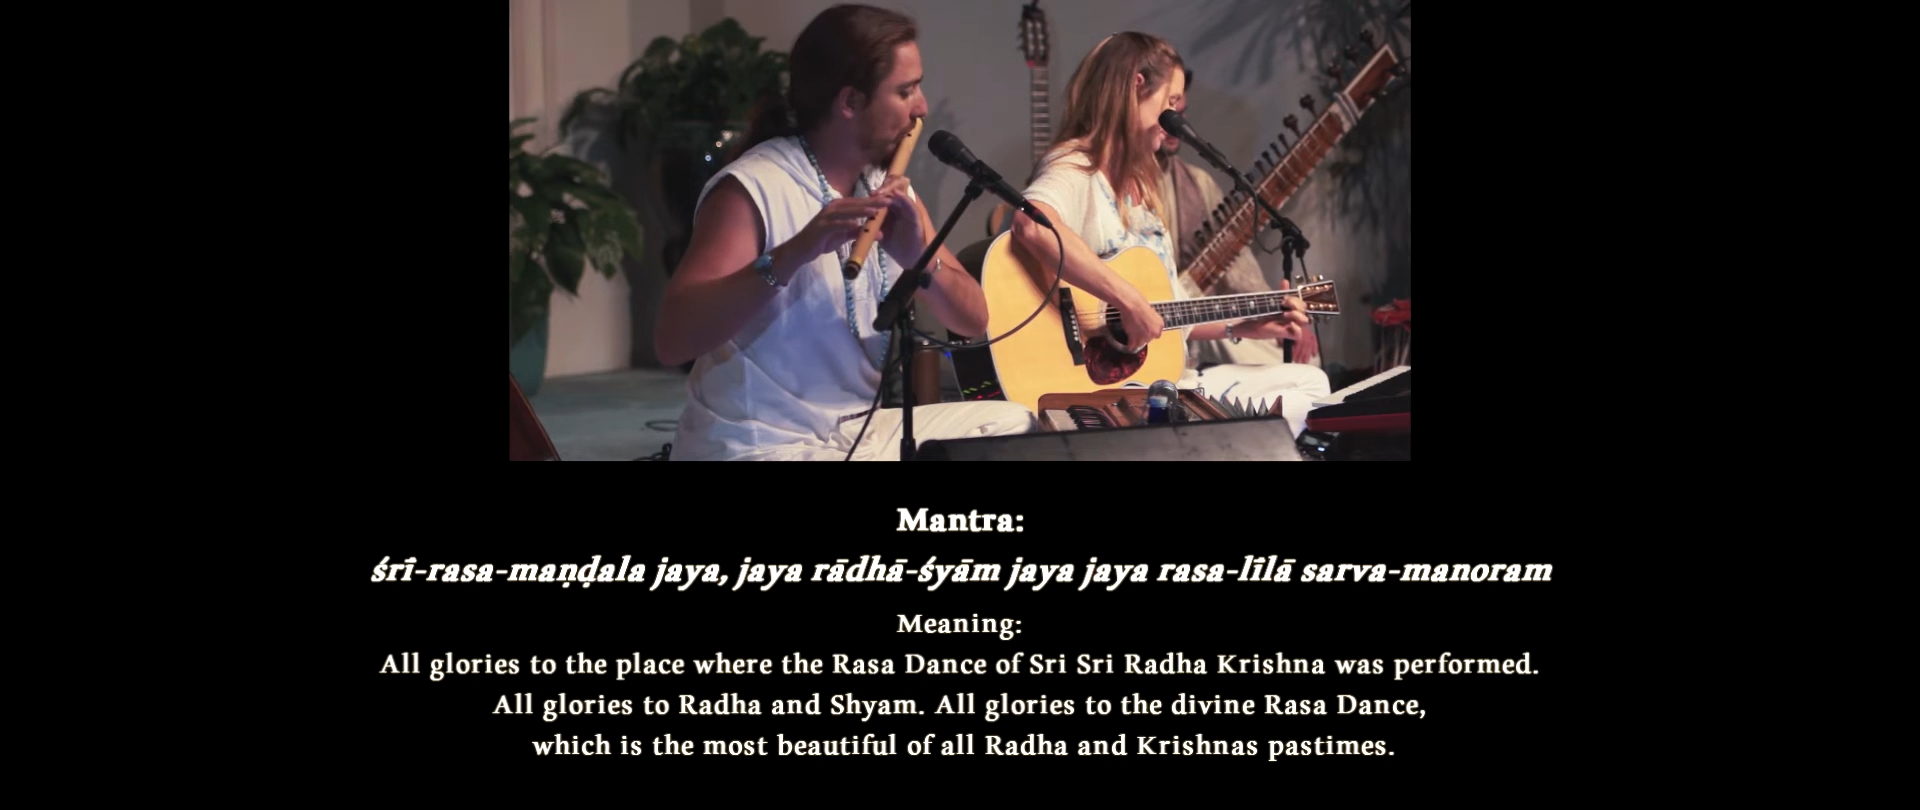 Mantra:
śrī-rasa-maṇḍala jaya, jaya rādhā-śyām jaya jaya rasa-līlā sarva-manoram
Meaning:
All glories to the place where the Rasa Dance of Sri Sri Radha Krishna was performed.
All glories to Radha and Shyam. All glories to the divine Rasa Dance,
which is the most beautiful of all Radha and Krishnas pastimes.